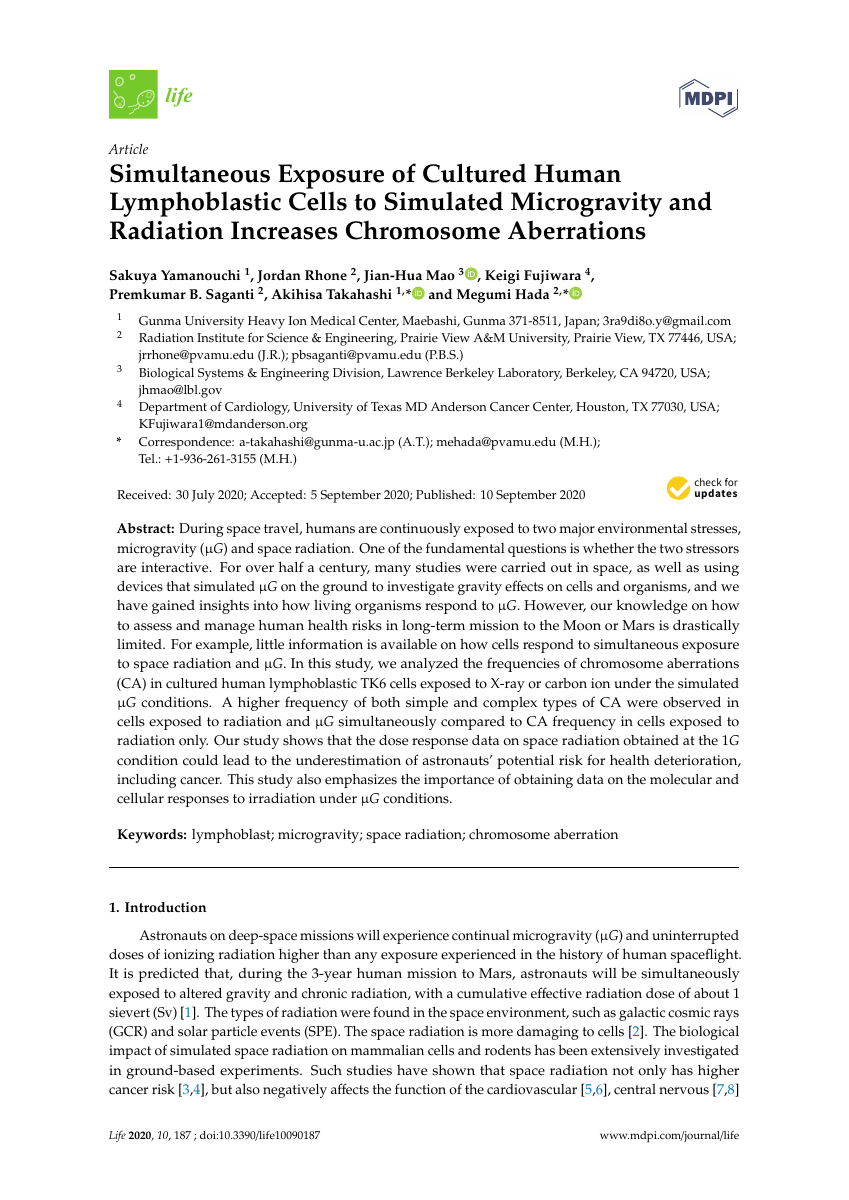 life
MDPI
Article
Simultaneous Exposure of Cultured Human
Lymphoblastic Cells to Simulated Microgravity and
Radiation Increases Chromosome Aberrations
Sakuya Yamanouchi 1, Jordan Rhone 2, Jian-Hua Mao 3 iD, Keigi Fujiwara 4,
Premkumar B. Saganti 2, Akihisa Takahashi 1,* iD and Megumi Hada 2,* iD
1 Gunma University Heavy Ion Medical Center, Maebashi, Gunma 371-8511, Japan; 3ra9di8o.y@gmail.com
2 Radiation Institute for Science & Engineering, Prairie View A&M University, Prairie View, TX 77446, USA;
jrrhone@pvamu.edu (J.R.); pbsaganti@pvamu.edu (P.B.S.)
3 Biological Systems & Engineering Division, Lawrence Berkeley Laboratory, Berkeley, CA 94720, USA;
jhmao@lbl.gov
4 Department of Cardiology, University of Texas MD Anderson Cancer Center, Houston, TX 77030, USA;
KFujiwara1@mdanderson.org
* Correspondence: a-takahashi@gunma-u.ac.jp (A.T.); mehada@pvamu.edu (M.H.);
Tel.: +1-936-261-3155 (M.H.)
Received: 30 July 2020; Accepted: 5 September 2020; Published: 10 September 2020
check for
updates
Abstract: During space travel, humans are continuously exposed to two major environmental stresses,
microgravity (μG) and space radiation. One of the fundamental questions is whether the two stressors
are interactive. For over half a century, many studies were carried out in space, as well as using
devices that simulated μG on the ground to investigate gravity effects on cells and organisms, and we
have gained insights into how living organisms respond to μG. However, our knowledge on how
to assess and manage human health risks in long-term mission to the Moon or Mars is drastically
limited. For example, little information is available on how cells respond to simultaneous exposure
to space radiation and μG. In this study, we analyzed the frequencies of chromosome aberrations
(CA) in cultured human lymphoblastic TK6 cells exposed to X-ray or carbon ion under the simulated
μG conditions. A higher frequency of both simple and complex types of CA were observed in
cells exposed to radiation and μG simultaneously compared to CA frequency in cells exposed to
radiation only. Our study shows that the dose response data on space radiation obtained at the 1G
condition could lead to the underestimation of astronauts' potential risk for health deterioration,
including cancer. This study also emphasizes the importance of obtaining data on the molecular and
cellular responses to irradiation under μG conditions.
Keywords: lymphoblast; microgravity; space radiation; chromosome aberration
1. Introduction
Astronauts on deep-space missions will experience continual microgravity (μG) and uninterrupted
doses of ionizing radiation higher than any exposure experienced in the history of human spaceflight.
It is predicted that, during the 3-year human mission to Mars, astronauts will be simultaneously
exposed to altered gravity and chronic radiation, with a cumulative effective radiation dose of about 1
sievert (Sv) [1]. The types of radiation were found in the space environment, such as galactic cosmic rays
(GCR) and solar particle events (SPE). The space radiation is more damaging to cells [2]. The biological
impact of simulated space radiation on mammalian cells and rodents has been extensively investigated
in ground-based experiments. Such studies have shown that space radiation not only has higher
cancer risk [3,4], but also negatively affects the function of the cardiovascular [5,6], central nervous [7,8]
Life 2020, 10, 187 ; doi:10.3390/life10090187
www.mdpi.com/journal/life